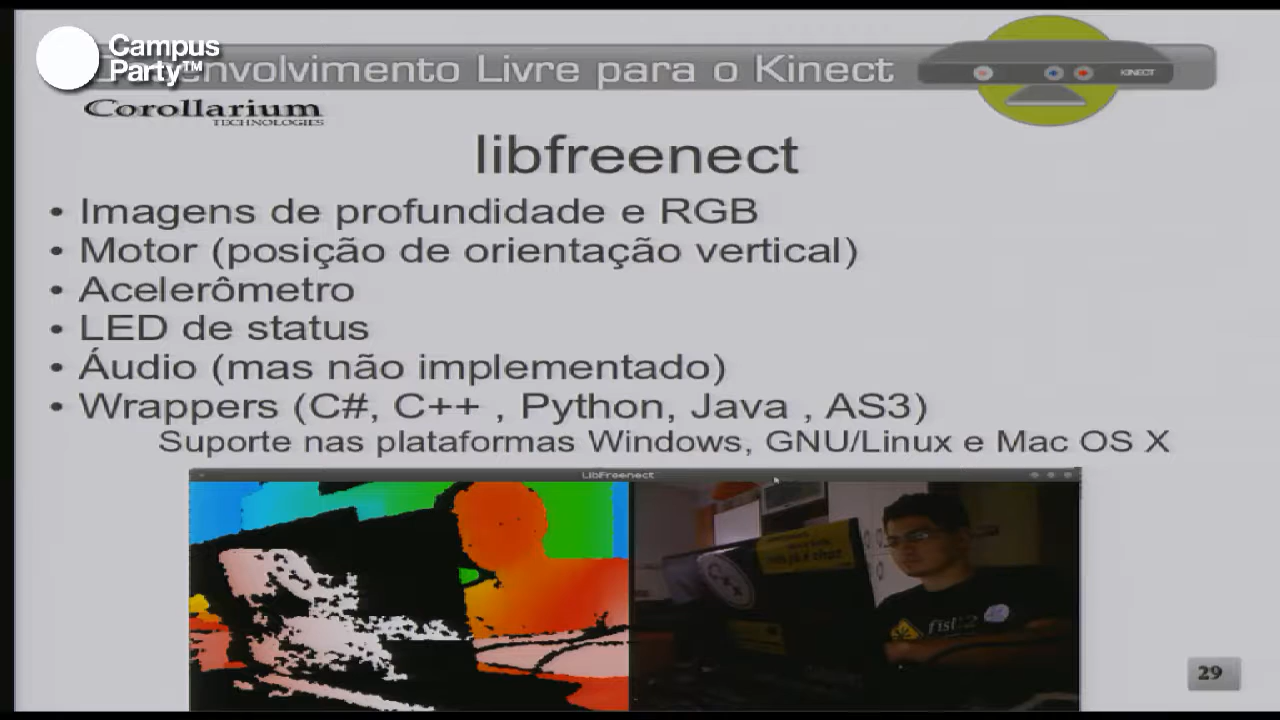 Campus
Party™
envolvimento Livre para o Kinect
KINECT
Corollarium
TECHNOLOGIES
libfreenect
• Imagens de profundidade e RGB
• Motor (posição de orientação vertical)
• Acelerômetro
• LED de status
• Áudio (mas não implementado)
• Wrappers (C#, C++ , Python, Java , AS3)
Suporte nas plataformas Windows, GNU/Linux e Mac OS X
LibFreenect
C++
29